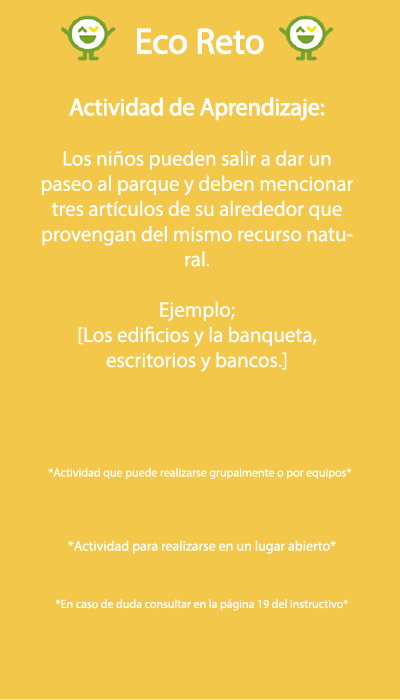 Eco Reto
Actividad de Aprendizaje:
Los niños pueden salir a dar un
paseo al parque y deben mencionar
tres artículos de su alrededor que
provengan del mismo recurso natu-
ral.
Ejemplo;
[Los edificios y la banqueta,
escritorios y bancos.]
*Actividad que puede realizarse grupalmente o por equipos*
*Actividad para realizarse en un lugar abierto*
*En caso de duda consultar en la página 19 del instructivo*